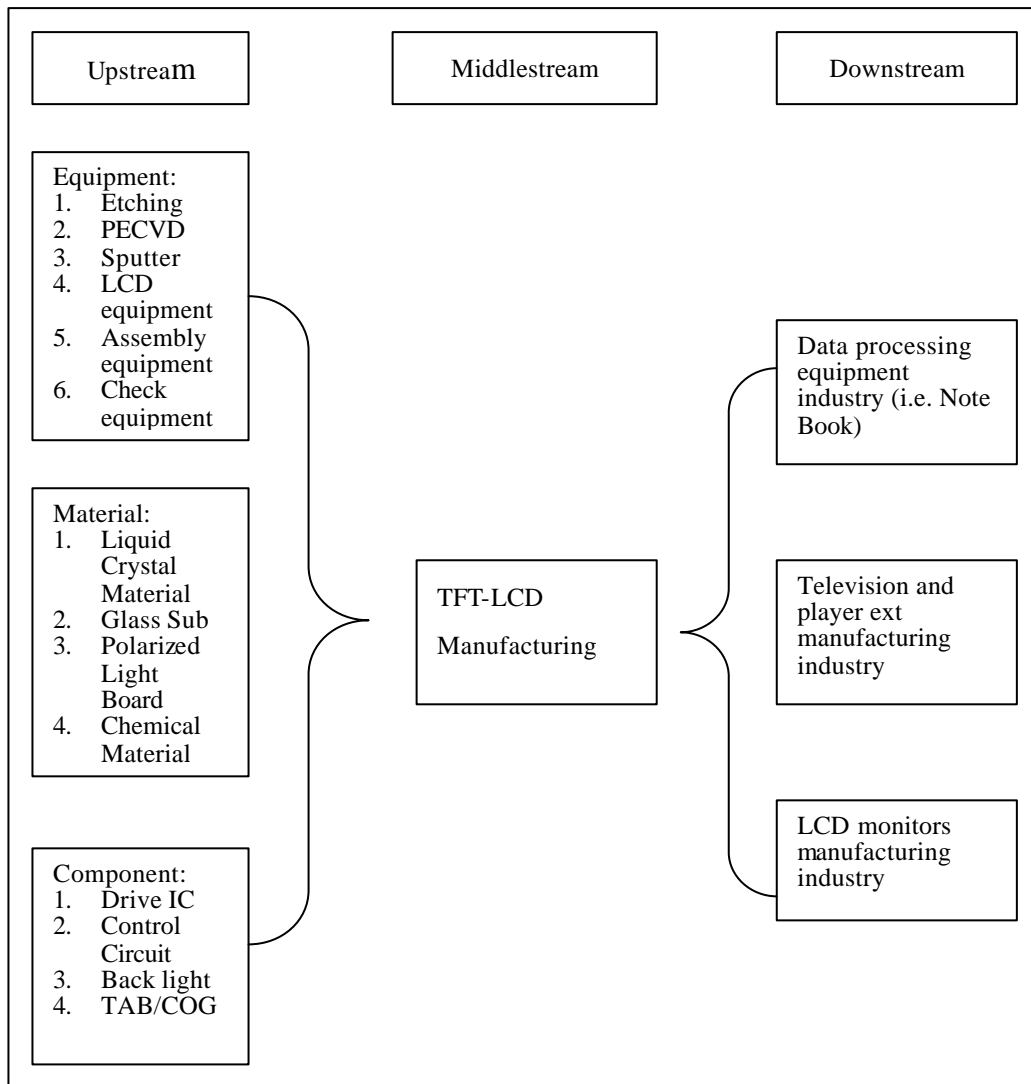 Upstream
Middlestream
Downstream
Equipment:
1. Etching
2. PECVD
3. Sputter
4. LCD
equipment
5. Assembly
equipment
6. Check
equipment
Material:
1. Liquid
Crystal
Material
2. Glass Sub
3. Polarized
Light
Board
4. Chemical
Material
Component:
1. Drive IC
2. Control
Circuit
3. Back light
4. TAB/COG
TFT-LCD
Manufacturing
Data processing
equipment
industry (i.e. Note
Book)
Television and
player ext
manufacturing
industry
LCD monitors
manufacturing
industry